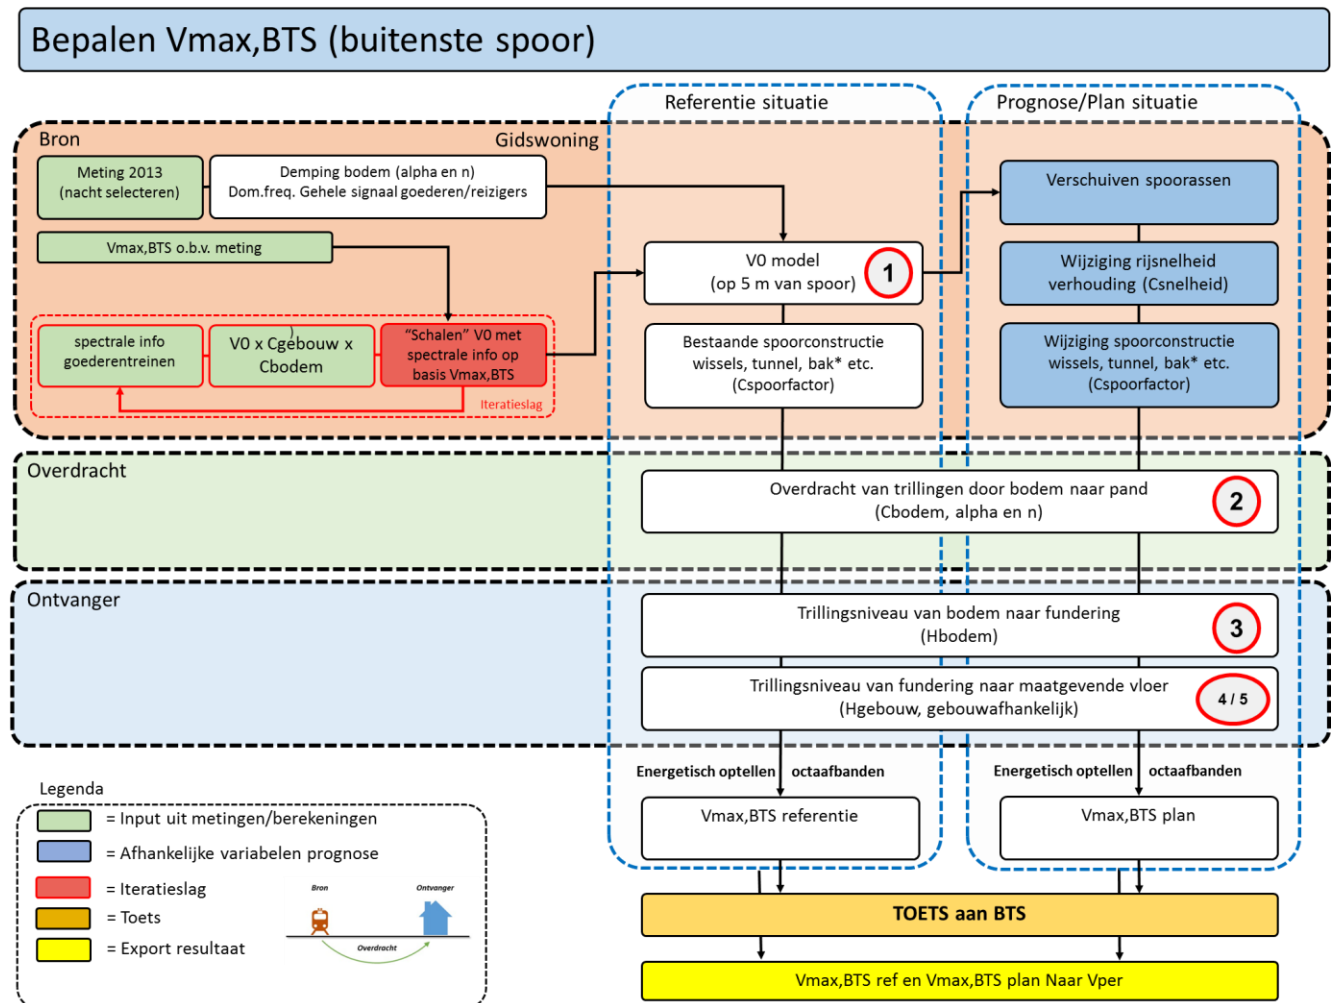 Bepalen Vmax,BTS (buitenste spoor)
Referentie situatie
Prognose/Plan situatie
Bron
Gidswoning
Meting 2013
(nacht selecteren)
Demping bodem (alpha en n)
Dom.freq. Gehele signaal goederen/reizigers
Verschuiven spoorassen
Vmax,BTS o.b.v. meting
V0 model
(op 5 m van spoor)
1
Wijziging rijsnelheid
verhouding (Csnelheid)
spectrale info
goederentreinen
)
V0 x Cgebouw x
Cbodem
"Schalen" V0 met
spectrale info op
basis Vmax,BTS
Iteratieslag
Bestaande spoorconstructie
wissels, tunnel, bak* etc.
(Cspoorfactor)
Wijziging spoorconstructie
wissels, tunnel, bak* etc.
(Cspoorfactor)
Overdracht
Overdracht van trillingen door bodem naar pand
(Cbodem, alpha en n)
2
Ontvanger
Trillingsniveau van bodem naar fundering
(Hbodem)
3
Trillingsniveau van fundering naar maatgevende vloer
(Hgebouw, gebouwafhankelijk)
4 / 5
Energetisch optellen octaafbanden
Energetisch optellen octaafbanden
Vmax,BTS referentie
Vmax,BTS plan
TOETS aan BTS
Vmax,BTS ref en Vmax,BTS plan Naar Vper
Legenda
= Input uit metingen/berekeningen
= Afhankelijke variabelen prognose
= Iteratieslag
= Toets
= Export resultaat
Bron
Ontvanger
Overdracht